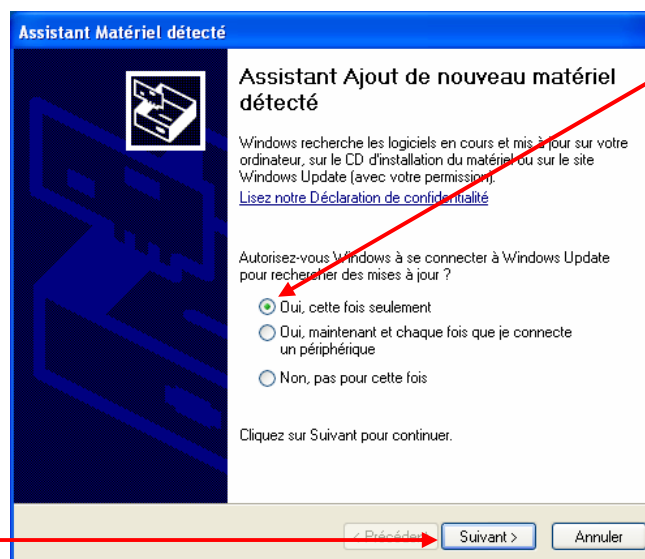 Assistant Matériel détecté
Assistant Ajout de nouveau matériel
détecté
Windows recherche les logiciels en cours et mis à jour sur votre
ordinateur, sur le CD d'installation du matériel ou sur le site
Windows Update (avec votre permission).
Lisez notre Déclaration de confidentialité
Autorisez-vous Windows à se connecter à Windows Update
pour rechercher des mises à jour ?
Oui, cette fois seulement
Oui, maintenant et chaque fois que je connecte
un périphérique
Non, pas pour cette fois
Cliquez sur Suivant pour continuer.
< Précédent Suivant > Annuler